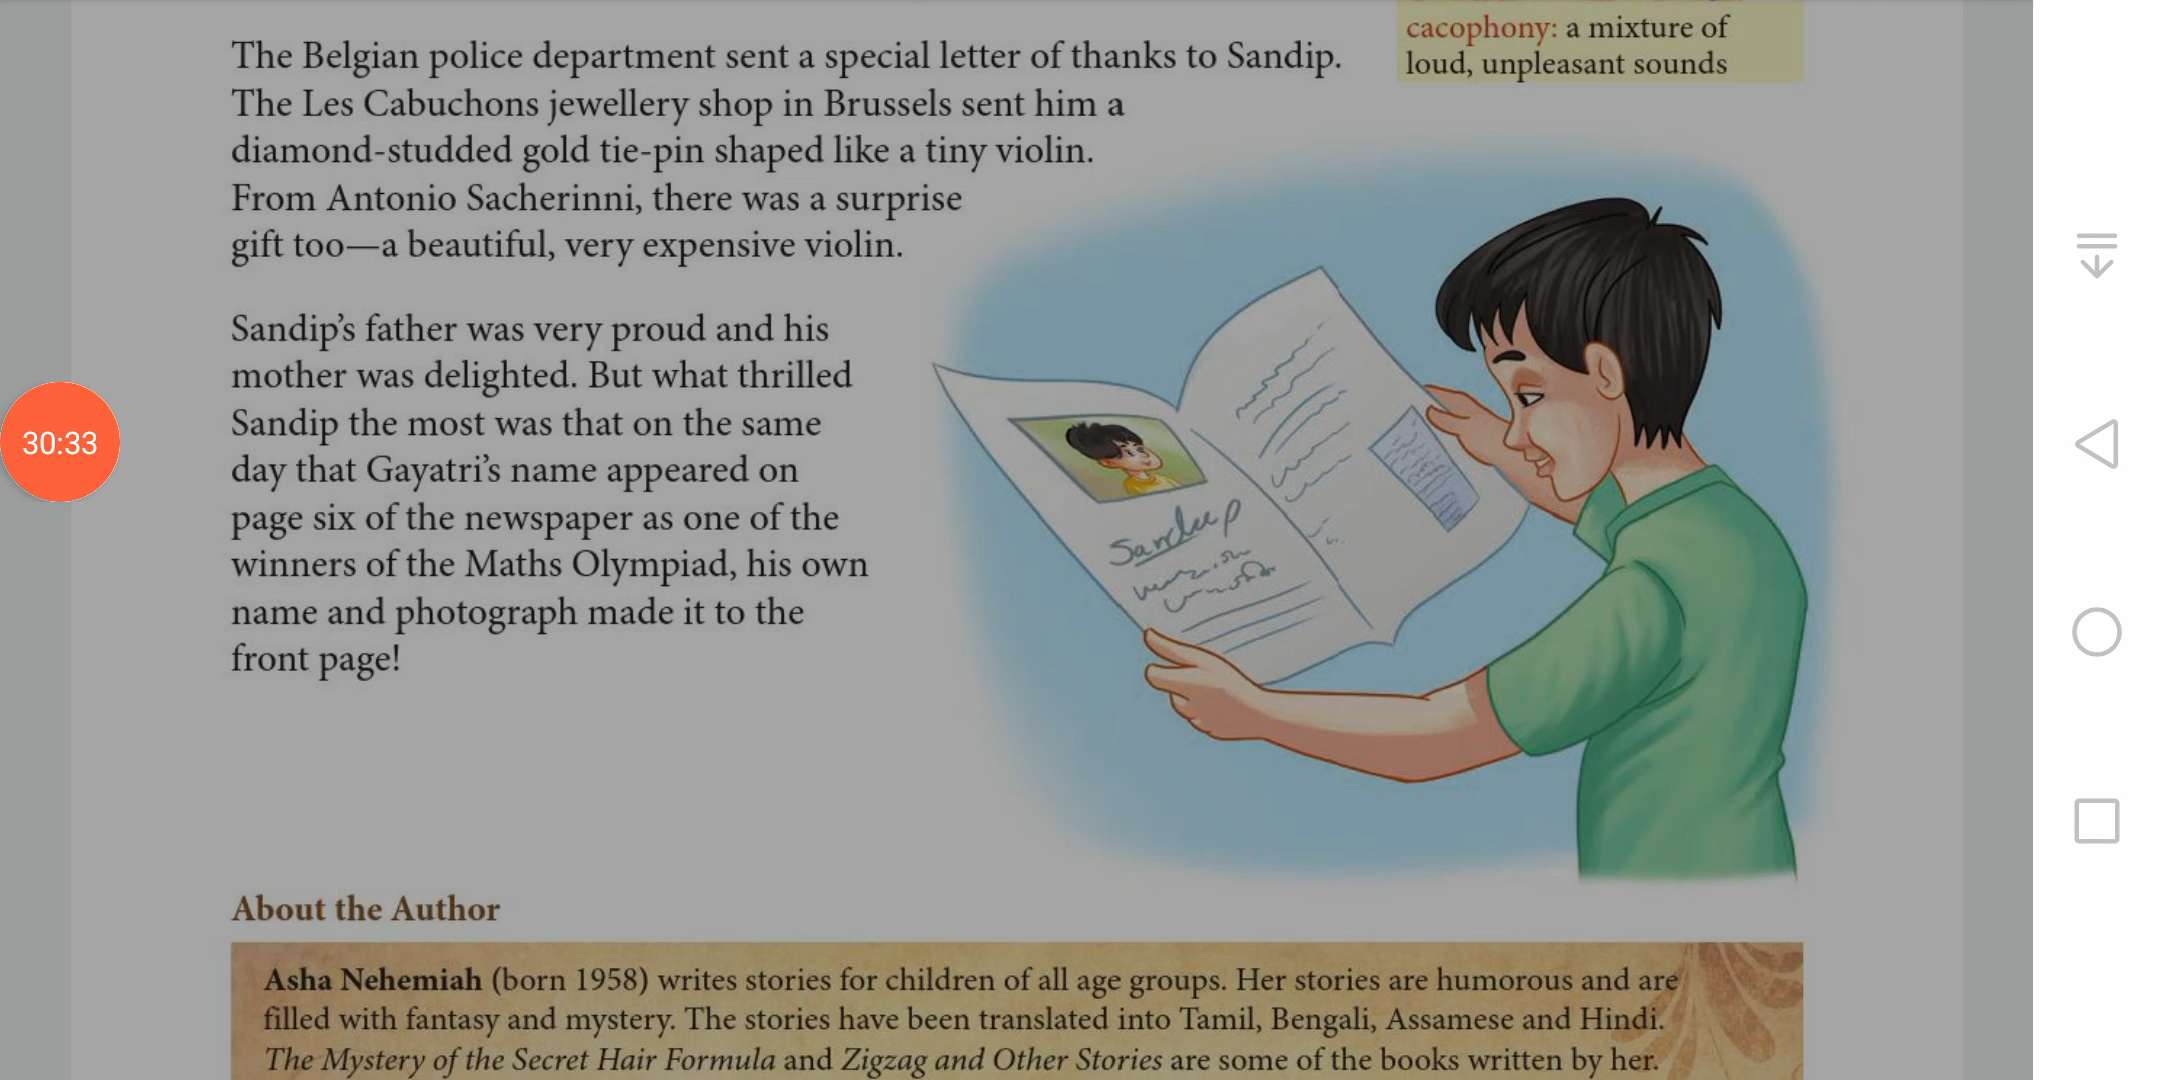 cacophony: a mixture of
loud, unpleasant sounds
The Belgian police department sent a special letter of thanks to Sandip.
The Les Cabuchons jewellery shop in Brussels sent him a
diamond-studded gold tie-pin shaped like a tiny violin.
From Antonio Sacherinni, there was a surprise
gift too—a beautiful, very expensive violin.
Sandip’s father was very proud and his
mother was delighted. But what thrilled
Sandip the most was that on the same
day that Gayatri’s name appeared on
page six of the newspaper as one of the
winners of the Maths Olympiad, his own
name and photograph made it to the
front page!
Sandeep
30:33
About the Author
Asha Nehemiah (born 1958) writes stories for children of all age groups. Her stories are humorous and are
filled with fantasy and mystery. The stories have been translated into Tamil, Bengali, Assamese and Hindi.
The Mystery of the Secret Hair Formula and Zigzag and Other Stories are some of the books written by her.